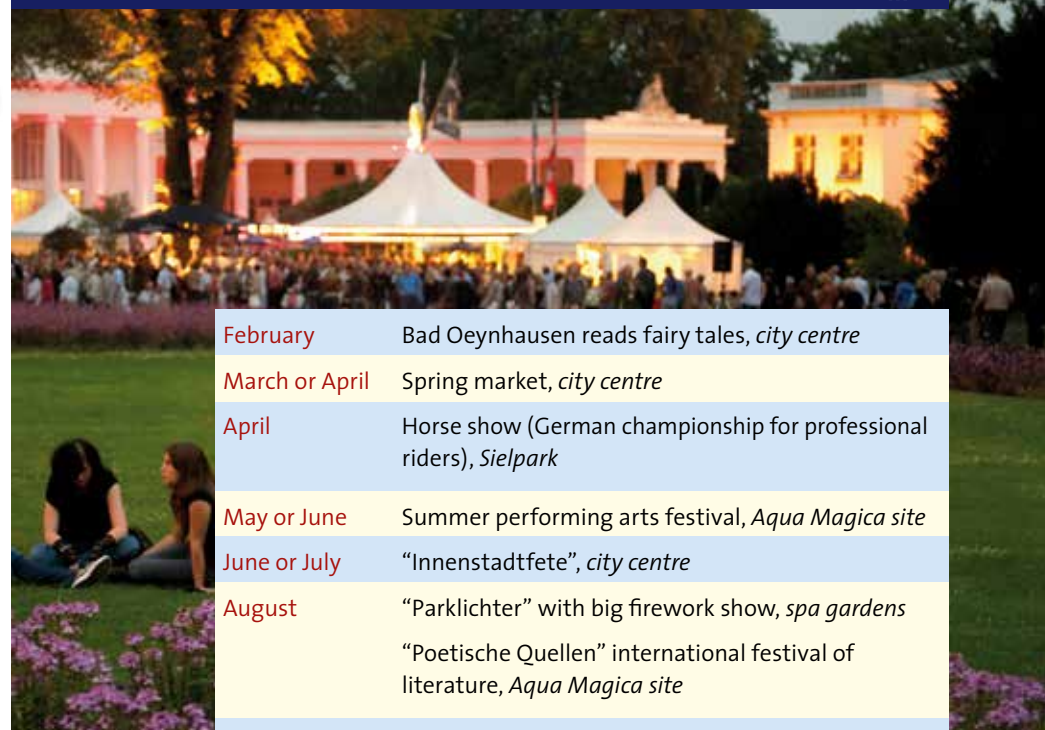 February Bad Oeynhausen reads fairy tales, city centre
March or April Spring market, city centre
April Horse show (German championship for professional
riders), Sielpark
May or June Summer performing arts festival, Aqua Magica site
June or July “Innenstadtfete”, city centre
August “Parklichter” with big firework show, spa gardens
“Poetische Quellen” international festival of
literature, Aqua Magica site